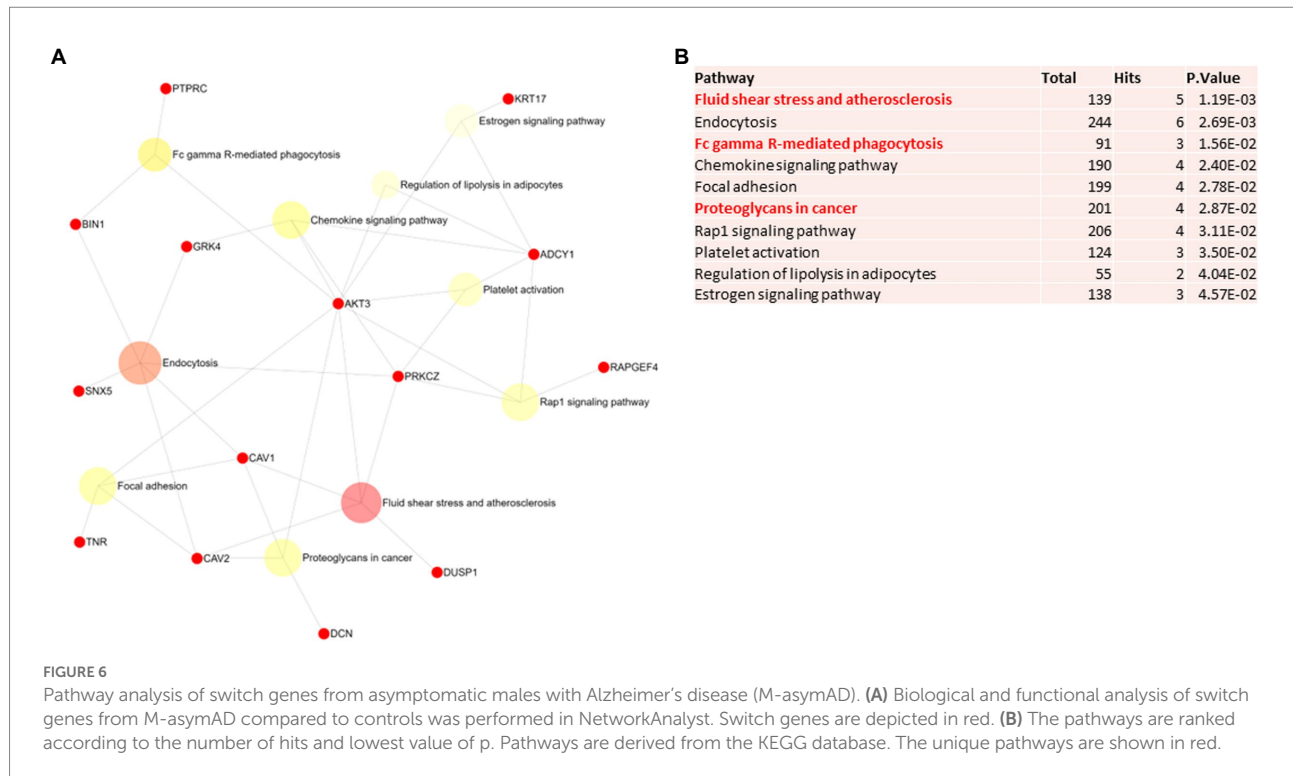 A
PTPRC
KRT17
Estrogen signaling pathway
Fc gamma R-mediated phagocytosis
Regulation of lipolysis in adipocytes
Chemokine signaling pathway
BIN1
GRK4
ADCY1
Platelet activation
AKT3
Endocytosis
RAPGEF4
PRKCZ
SNX5
Rap1 signaling pathway
CAV1
Focal adhesion
Fluid shear stress and atherosclerosis
TNR
CAV2
Proteoglycans in cancer
DUSP1
DCN
B
Pathway Total Hits P.Value
Fluid shear stress and atherosclerosis 139 5 1.19E-03
Endocytosis 244 6 2.69E-03
Fc gamma R-mediated phagocytosis 91 3 1.56E-02
Chemokine signaling pathway 190 4 2.40E-02
Focal adhesion 199 4 2.78E-02
Proteoglycans in cancer 201 4 2.87E-02
Rap1 signaling pathway 206 4 3.11E-02
Platelet activation 124 3 3.50E-02
Regulation of lipolysis in adipocytes 55 2 4.04E-02
Estrogen signaling pathway 138 3 4.57E-02
FIGURE 6
Pathway analysis of switch genes from asymptomatic males with Alzheimer's disease (M-asymAD). (A) Biological and functional analysis of switch
genes from M-asymAD compared to controls was performed in NetworkAnalyst. Switch genes are depicted in red. (B) The pathways are ranked
according to the number of hits and lowest value of p. Pathways are derived from the KEGG database. The unique pathways are shown in red.